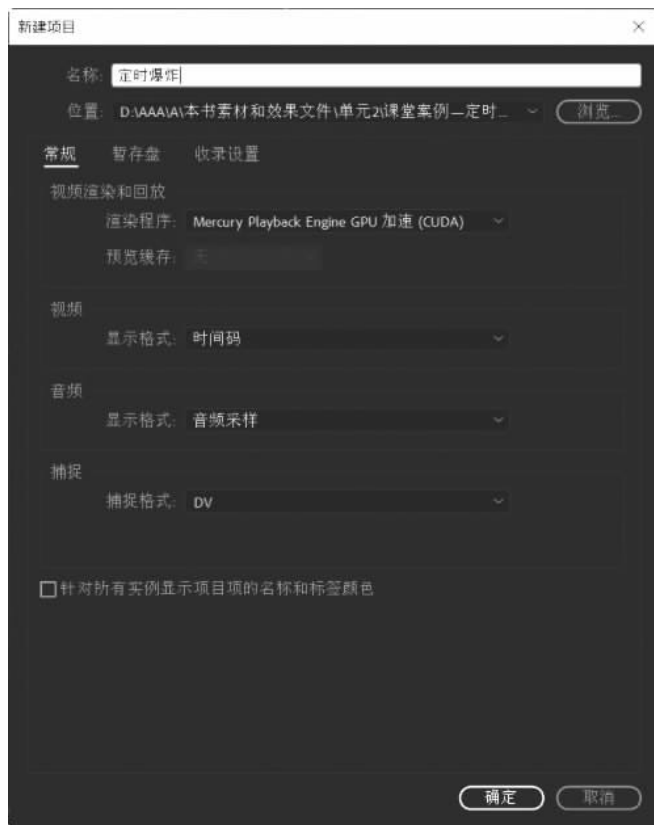 新建项目
名称: 定时爆炸
位置: D:\AAA\A\本书素材和效果文件\单元2\课堂案例—定时... 浏览...
常规 暂存盘 收录设置
视频渲染和回放
渲染程序: Mercury Playback Engine GPU 加速 (CUDA)
预览缓存: 无
视频
显示格式: 时间码
音频
显示格式: 音频采样
捕捉
捕捉格式: DV
针对所有实例显示项目项的名称和标签颜色
确定 取消